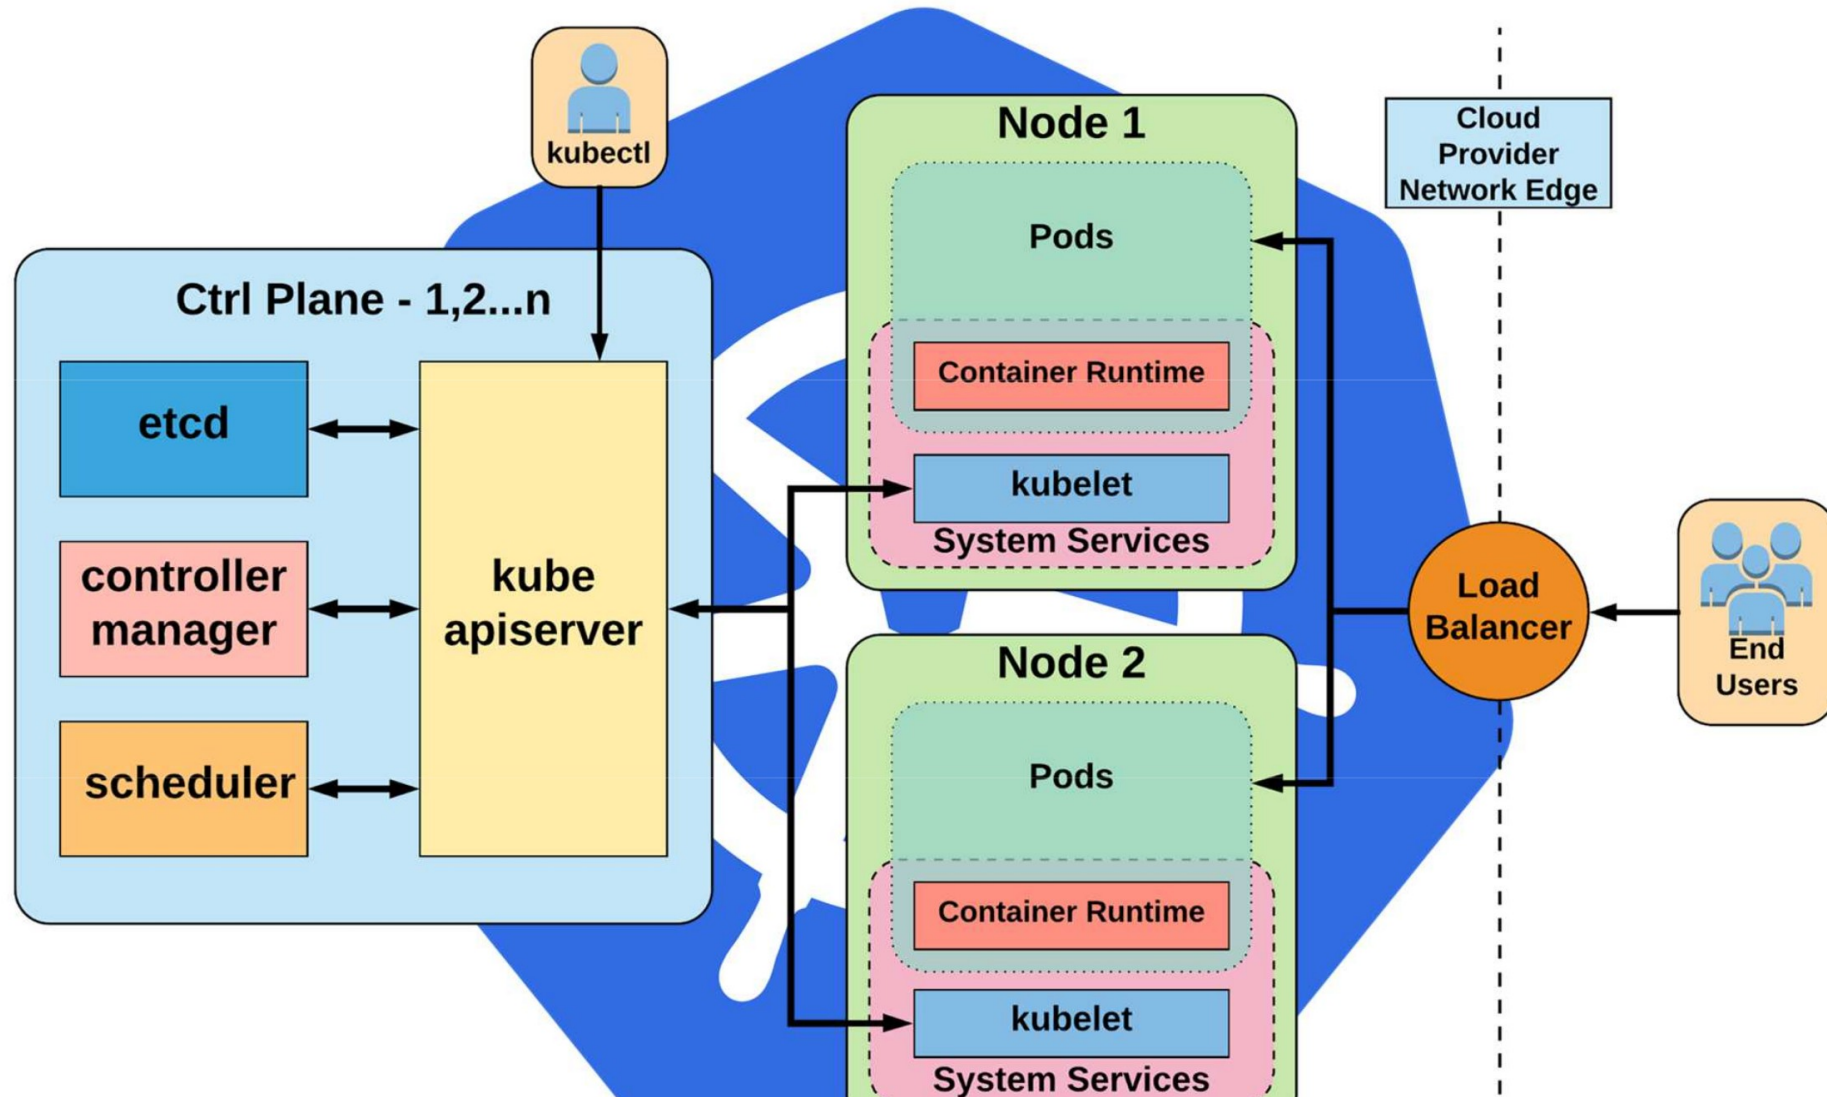 kubectl
Ctrl Plane - 1,2...n
etcd
controller
manager
scheduler
kube
apiserver
Node 1
Pods
Container Runtime
kubelet
System Services
Node 2
Pods
Container Runtime
kubelet
System Services
Cloud
Provider
Network Edge
Load
Balancer
End
Users